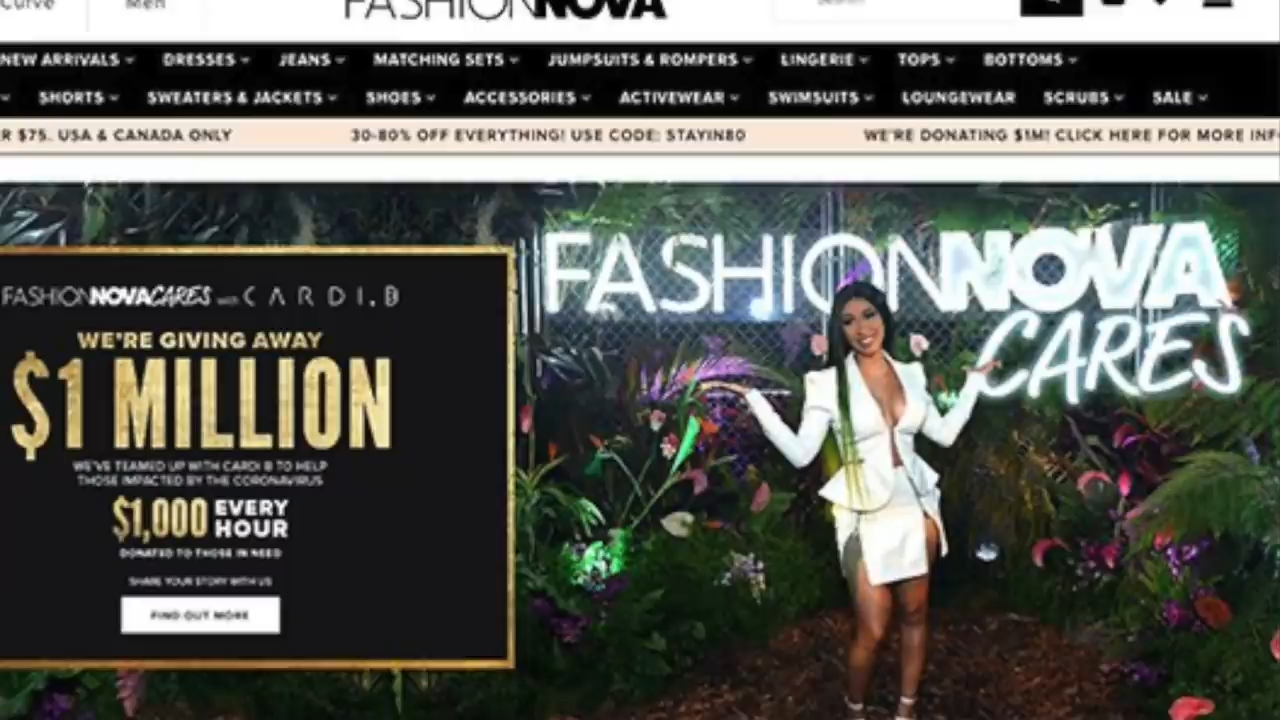 Curve Men FASHIONNOVA Search
NEW ARRIVALS DRESSES JEANS MATCHING SETS JUMPSUITS & ROMPERS LINGERIE TOPS BOTTOMS
SHORTS SWEATERS & JACKETS SHOES ACCESSORIES ACTIVEWEAR SWIMSUITS LOUNGEWEAR SCRUBS SALE
R $75. USA & CANADA ONLY 30-80% OFF EVERYTHING! USE CODE: STAYIN80 WE'RE DONATING $1M! CLICK HERE FOR MORE INF
FASHIONNOVACARES with CARDI.B
WE'RE GIVING AWAY
$1 MILLION
WE'VE TEAMED UP WITH CARDI B TO HELP
THOSE IMPACTED BY THE CORONAVIRUS
$1,000 EVERY
HOUR
DONATED TO THOSE IN NEED
SHARE YOUR STORY WITH US
FIND OUT MORE
FASHIONNOVA
CARES